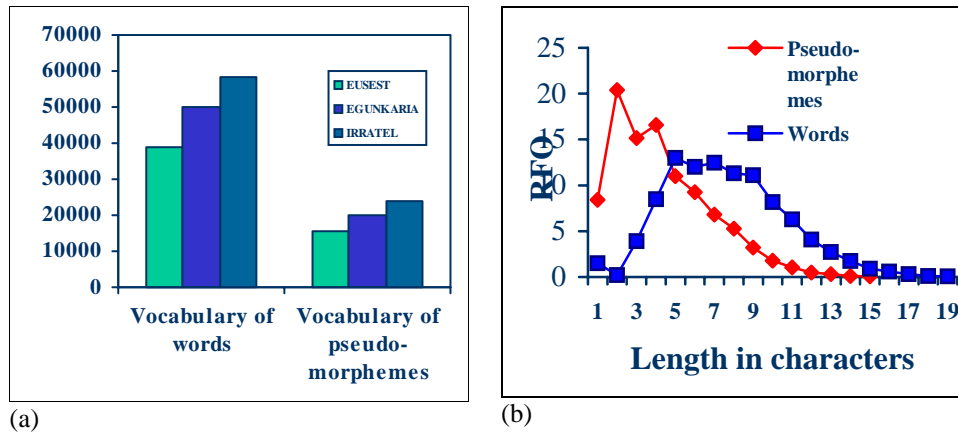 70000
60000
50000
40000
30000
20000
10000
0
EUSEST
EGUNKARIA
IRRATEL
Vocabulary of
words
Vocabulary of
pseudo-
morphemes
(a)
25
20
15
10
5
0
RFO
Pseudo-
morphe
mes
Words
1 3 5 7 9 11 13 15 17 19
Length in characters
(b)